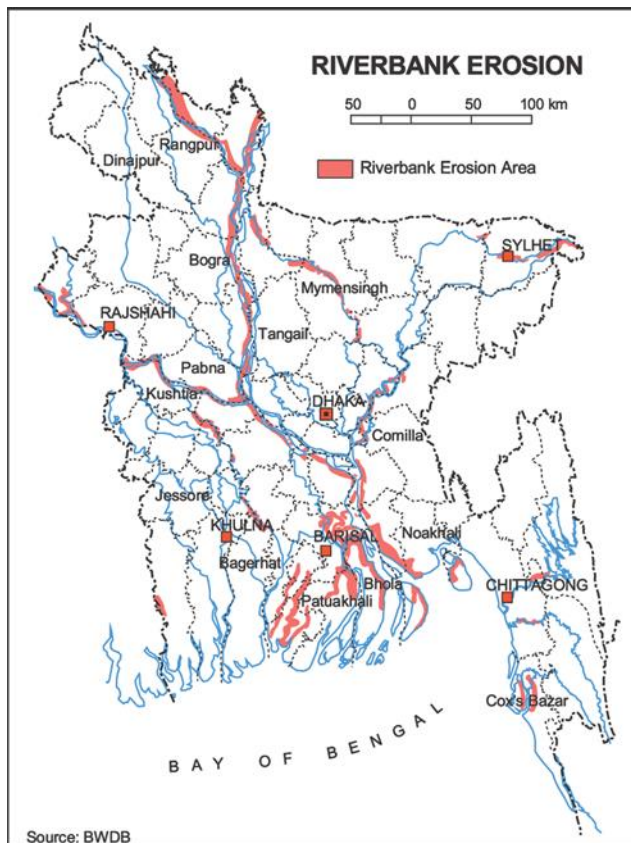 RIVERBANK EROSION
50 25 0 50 100 km
Riverbank Erosion Area
Rangpur
Dinajpur
SYLHET
Bogra
Mymensingh
RAJSHAHI
Tangail
Pabna
Kushtia
DHAKA
Comilla
Jessore
KHULNA
BARISAL
Noakhali
Bagerhat
Bhola
CHITTAGONG
Patuakhali
Cox's Bazar
BAY OF BENGAL
Source: BWDB